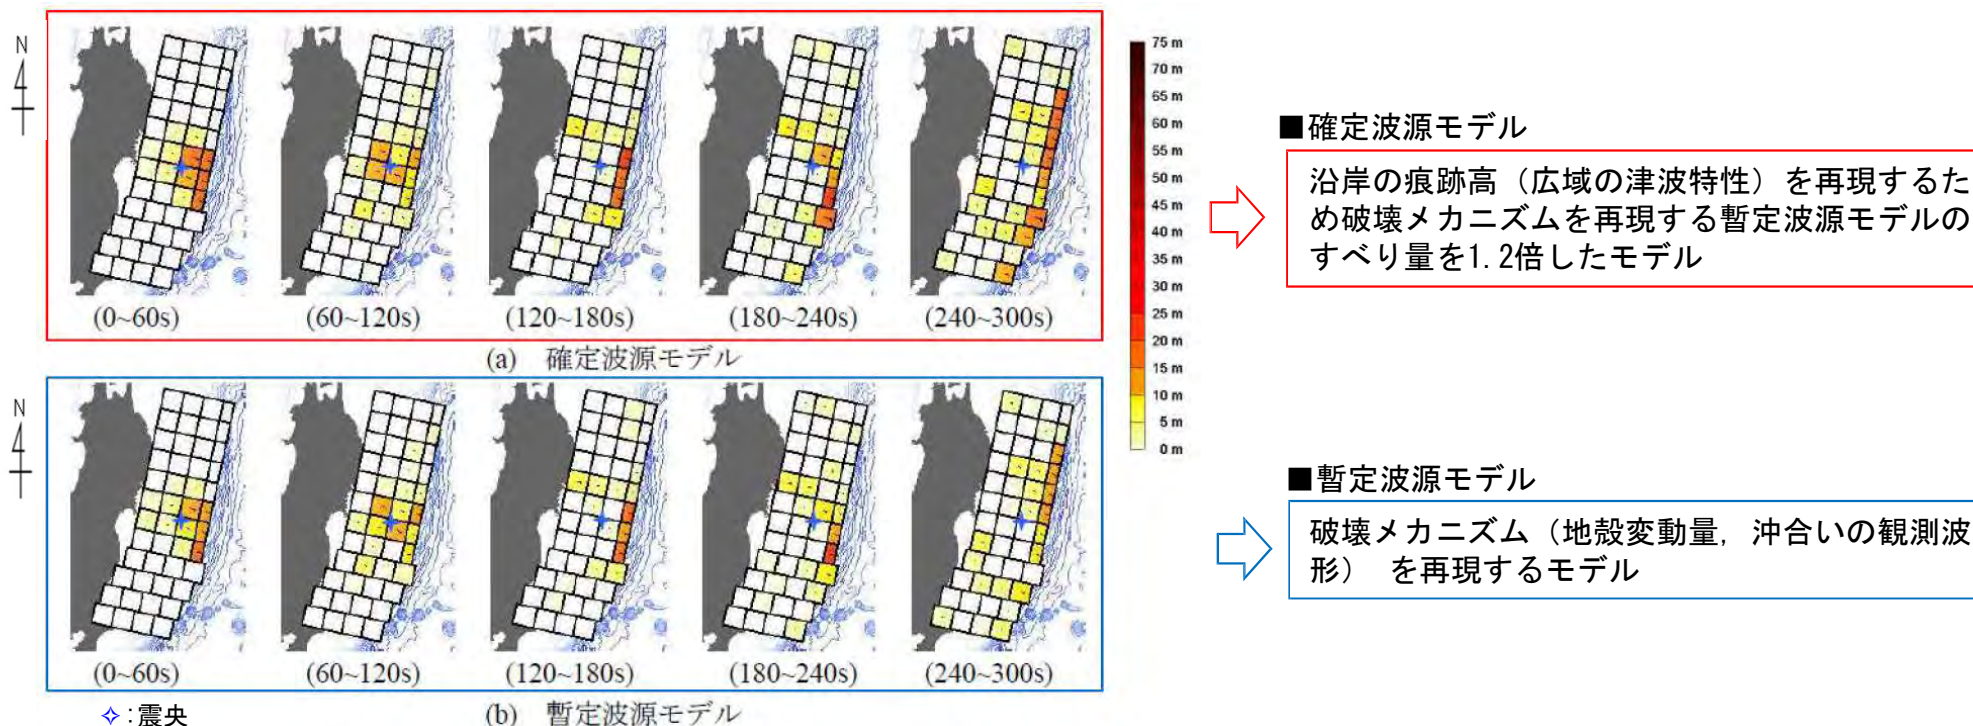 N
(0~60s)
(60~120s)
(120~180s)
(180~240s)
(240~300s)
(a) 確定波源モデル
75 m
70 m
65 m
60 m
55 m
50 m
45 m
40 m
35 m
30 m
25 m
20 m
15 m
10 m
5 m
0 m
■確定波源モデル
沿岸の痕跡高（広域の津波特性）を再現するた
め破壊メカニズムを再現する暫定波源モデルの
すべり量を1.2倍したモデル
N
(0~60s)
(60~120s)
(120~180s)
(180~240s)
(240~300s)
:震央
(b) 暫定波源モデル
■暫定波源モデル
破壊メカニズム（地殻変動量，沖合いの観測波
形） を再現するモデル